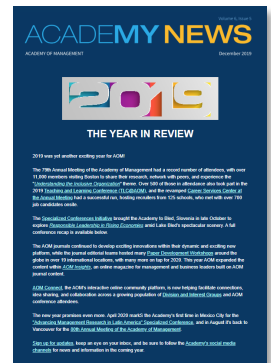 Volume 6, Issue 5
ACADEMY NEWS
ACADEMY OF MANAGEMENT
December 2019
2019
THE YEAR IN REVIEW
2019 was yet another exciting year for AOM!
The 79th Annual Meeting of the Academy of Management had a record number of attendees, with over
11,000 members visiting Boston to share their research, network with peers, and experience the
"Understanding the Inclusive Organization" theme. Over 500 of those in attendance also took part in the
2019 Teaching and Learning Conference (TLC@AOM), and the revamped Career Services Center at
the Annual Meeting had a successful run, hosting recruiters from 125 schools, who met with over 700
job candidates onsite.
The Specialized Conferences Initiative brought the Academy to Bled, Slovenia in late October to
explore Responsible Leadership in Rising Economies amid Lake Bled's spectacular scenery. A full
conference recap is available below.
The AOM journals continued to develop exciting innovations within their dynamic and exciting new
platform, while the journal editorial teams hosted many Paper Development Workshops around the
globe in over 19 international locations, with many more on tap for 2020. This year AOM expanded the
content within AOM Insights, an online magazine for management and business leaders built on AOM
journal content.
AOM Connect, the AOM's interactive online community platform, is now helping facilitate connections,
idea sharing, and collaboration across a growing population of Division and Interest Groups and AOM
conference attendees.
The new year promises even more. April 2020 marks the Academy's first time in Mexico City for the
"Advancing Management Research in Latin America" Specialized Conference, and in August it's back to
Vancouver for the 80th Annual Meeting of the Academy of Management.
Sign up for updates, keep an eye on your inbox, and be sure to follow the Academy's social media
channels for news and information in the coming year.